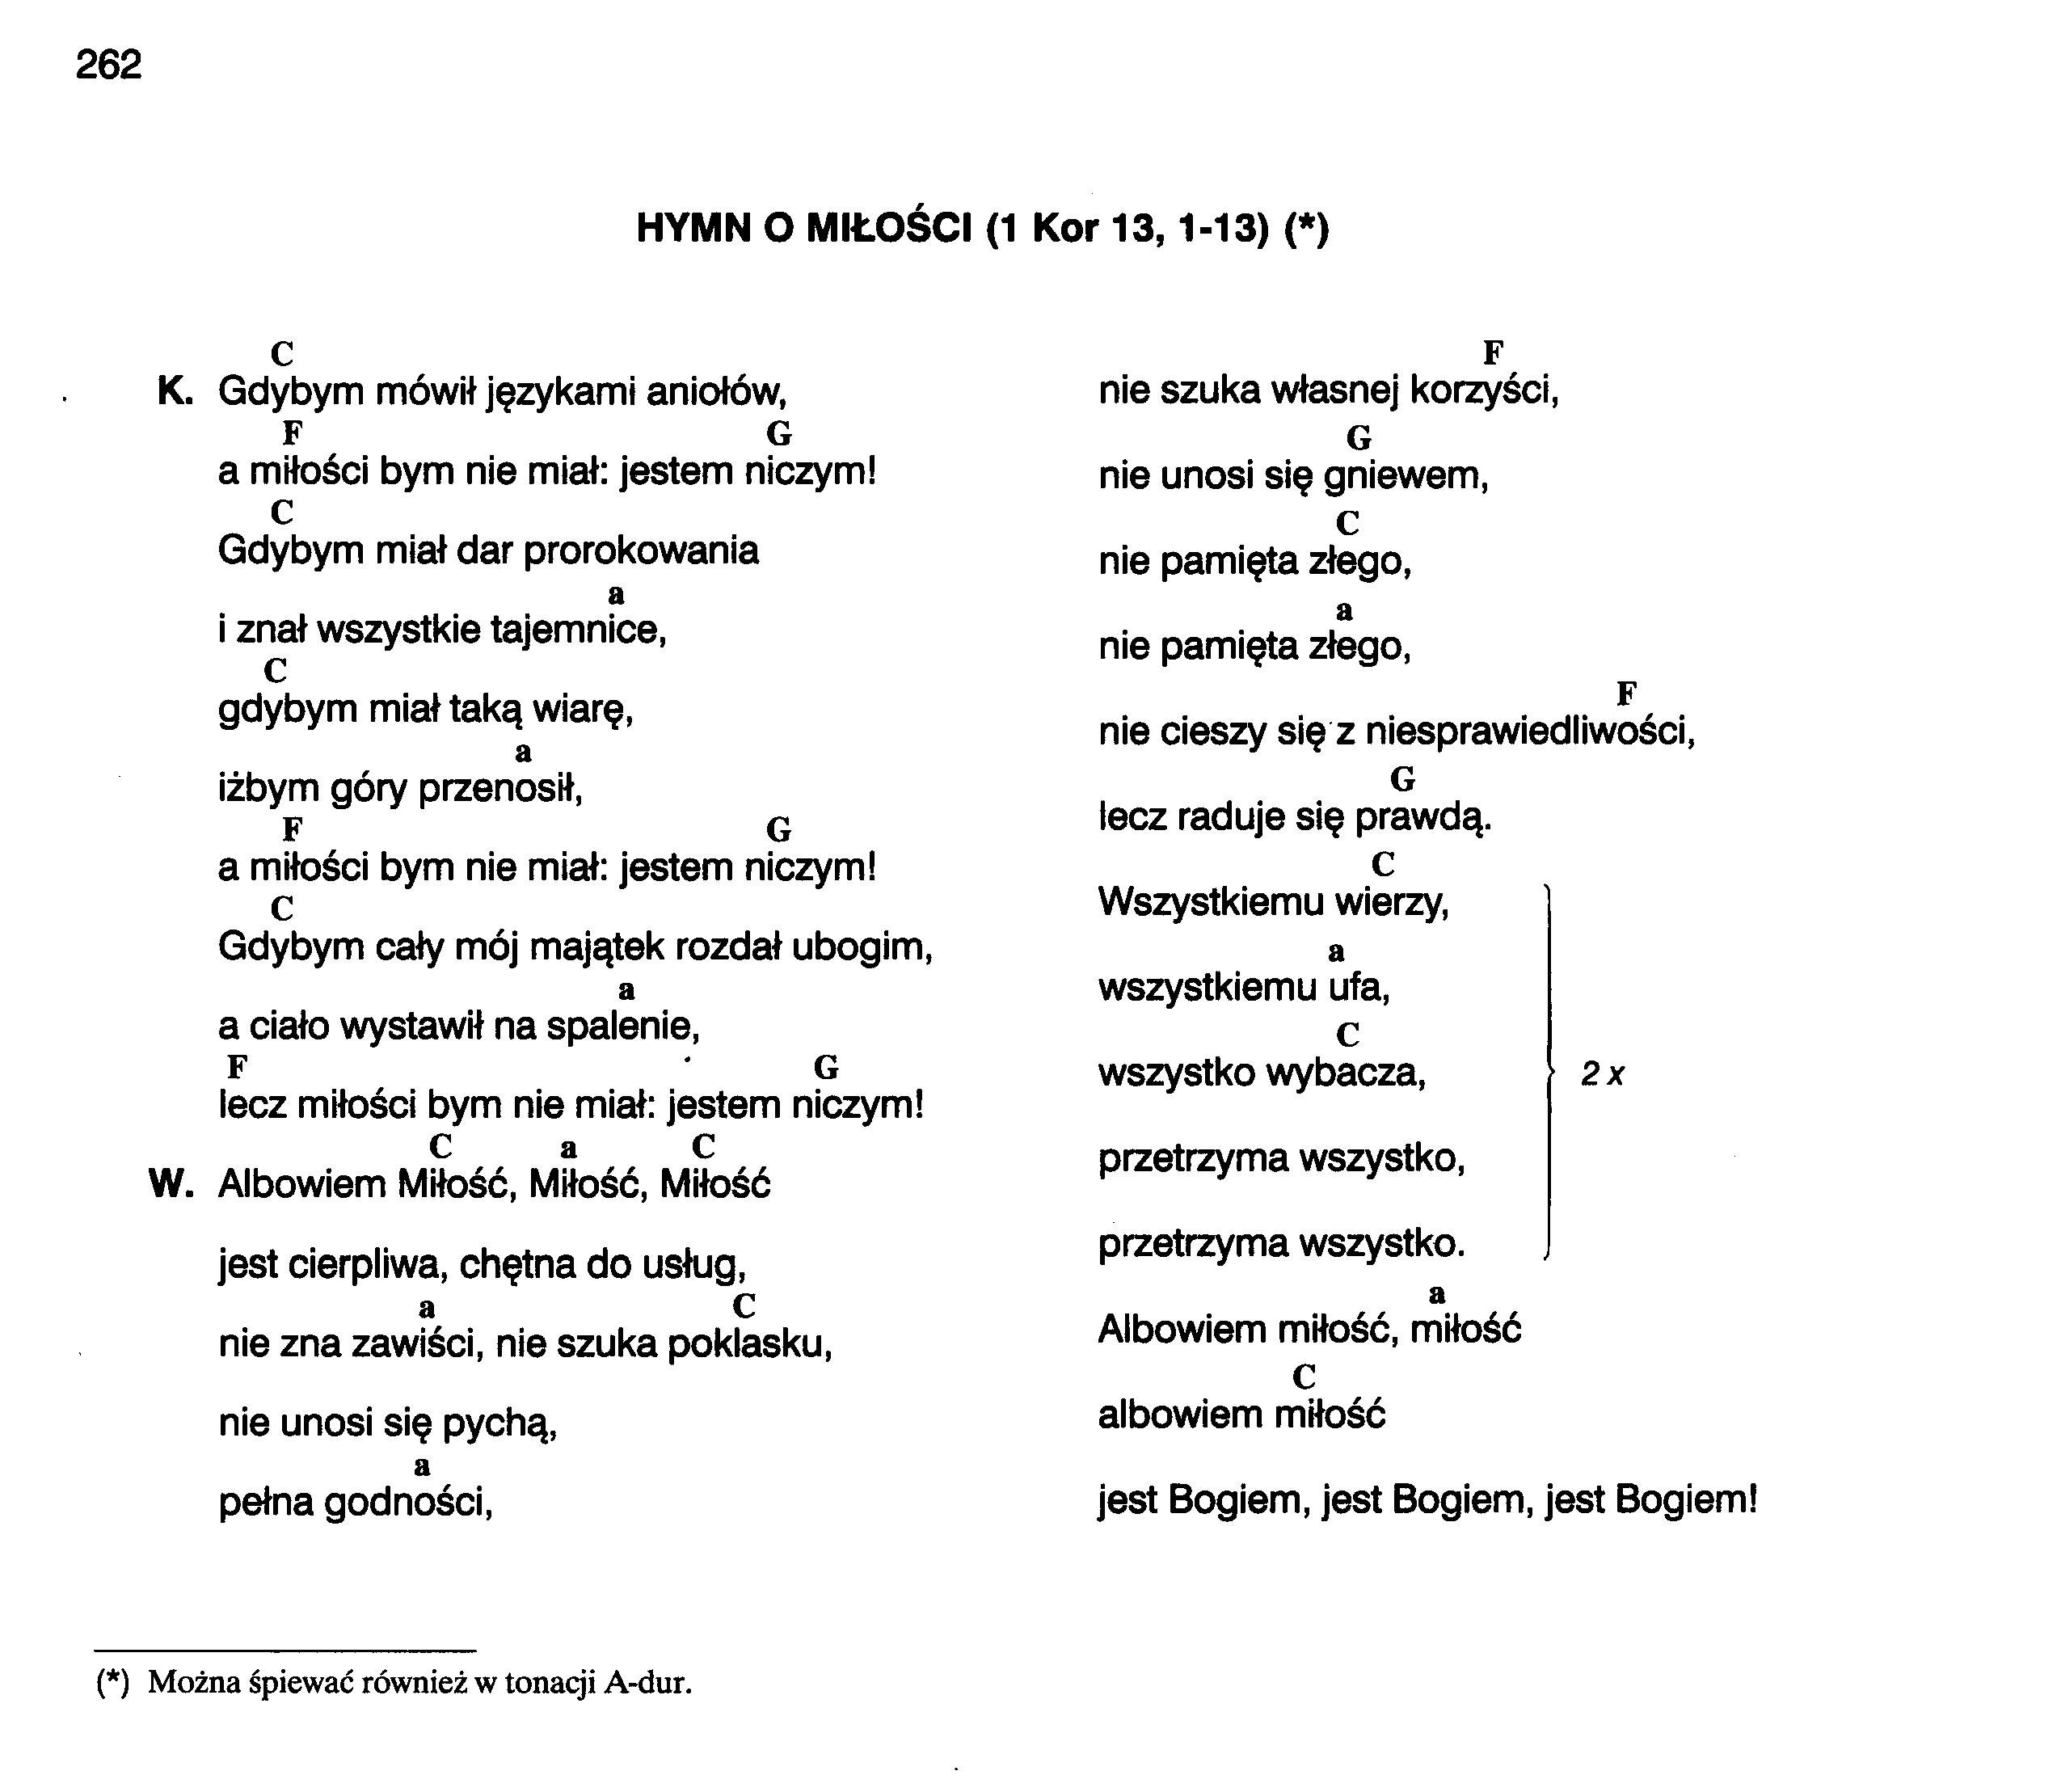 262
HYMN O MIŁOŚCI (1 Kor 13, 1-13) (*)
C
K. Gdybym mówił językami aniołów,
F G
a miłości bym nie miał: jestem niczym!
C
Gdybym miał dar prorokowania
a
i znał wszystkie tajemnice,
C
gdybym miał taką wiarę,
a
iżbym góry przenosił,
F G
a miłości bym nie miał: jestem niczym!
C
Gdybym cały mój majątek rozdał ubogim,
a
a ciało wystawił na spalenie,
F G
lecz miłości bym nie miał: jestem niczym!
C a C
W. Albowiem Miłość, Miłość, Miłość
jest cierpliwa, chętna do usług,
a C
nie zna zawiści, nie szuka poklasku,
nie unosi się pychą,
a
pełna godności,
F
nie szuka własnej korzyści,
G
nie unosi się gniewem,
C
nie pamięta złego,
a
nie pamięta złego,
F
nie cieszy się z niesprawiedliwości,
G
lecz raduje się prawdą.
C
Wszystkiemu wierzy,
a
wszystkiemu ufa,
C
wszystko wybacza,
2 x
przetrzyma wszystko,
przetrzyma wszystko.
a
Albowiem miłość, miłość
C
albowiem miłość
jest Bogiem, jest Bogiem, jest Bogiem!
(*) Można śpiewać również w tonacji A-dur.